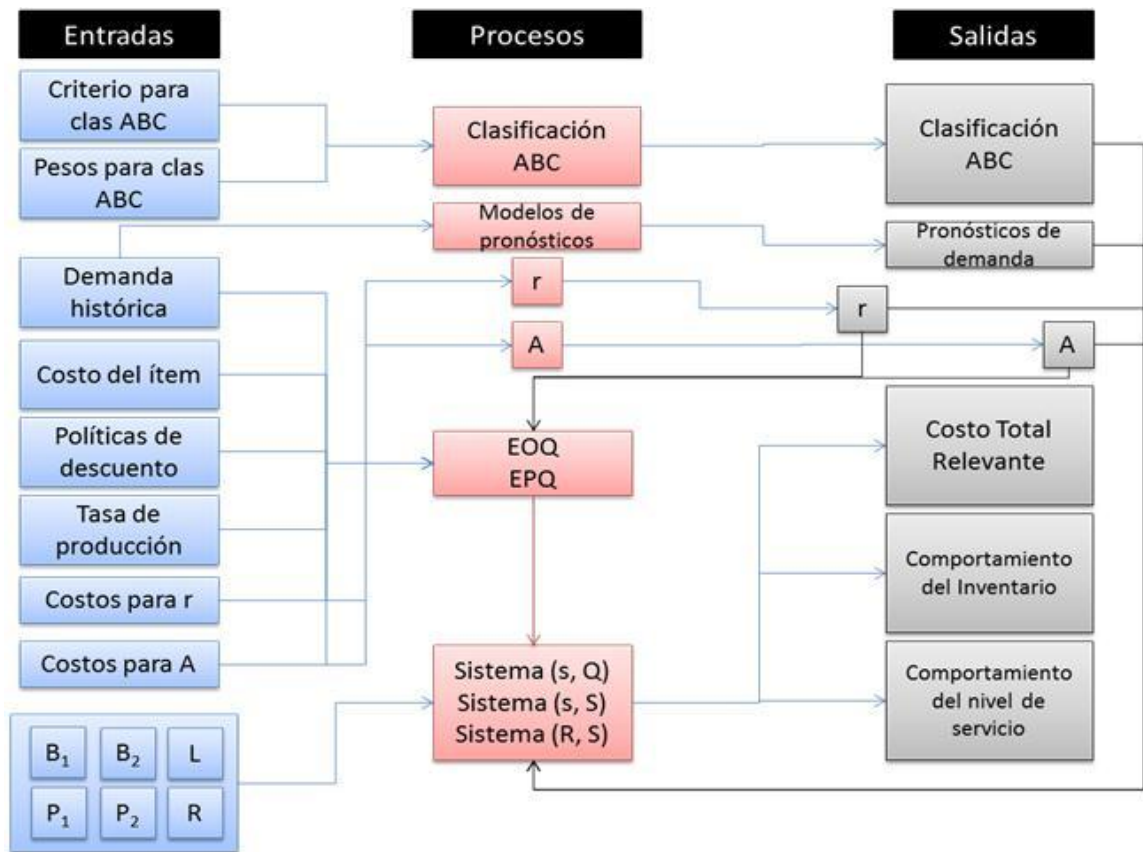 Entradas
Procesos
Salidas
Criterio para
clas ABC
Pesos para clas
ABC
Demanda
histórica
Costo del ítem
Políticas de
descuento
Tasa de
producción
Costos para r
Costos para A
B₁
B₂
L
P₁
P₂
R
Clasificación
ABC
Modelos de
pronósticos
r
A
EOQ
EPQ
Sistema (s, Q)
Sistema (s, S)
Sistema (R, S)
Clasificación
ABC
Pronósticos de
demanda
r
A
Costo Total
Relevante
Comportamiento
del Inventario
Comportamiento
del nivel de
servicio